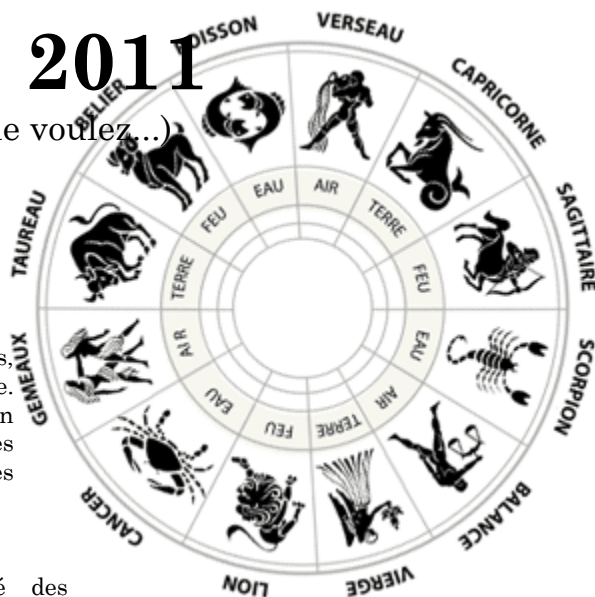 2011
le voulez...)
POISSON
VERSEAU
CAPRICORNE
SAGITTAIRE
SCORPION
BALANCE
VIERGE
LION
CANCER
GEMEAUX
TAUREAU
BELIER
EAU
AIR
TERRE
FEU
EAU
AIR
TERRE
FEU
EAU
AIR
TERRE
FEU
s,
e.
n
es
es
é des